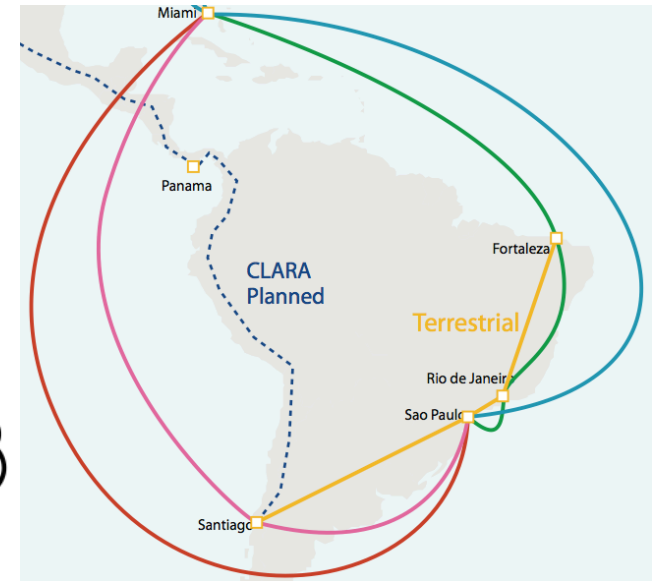 Miami
Panama
Fortaleza
CLARA
Planned
Terrestrial
Rio de Janeiro
Sao Paulo
Santiago